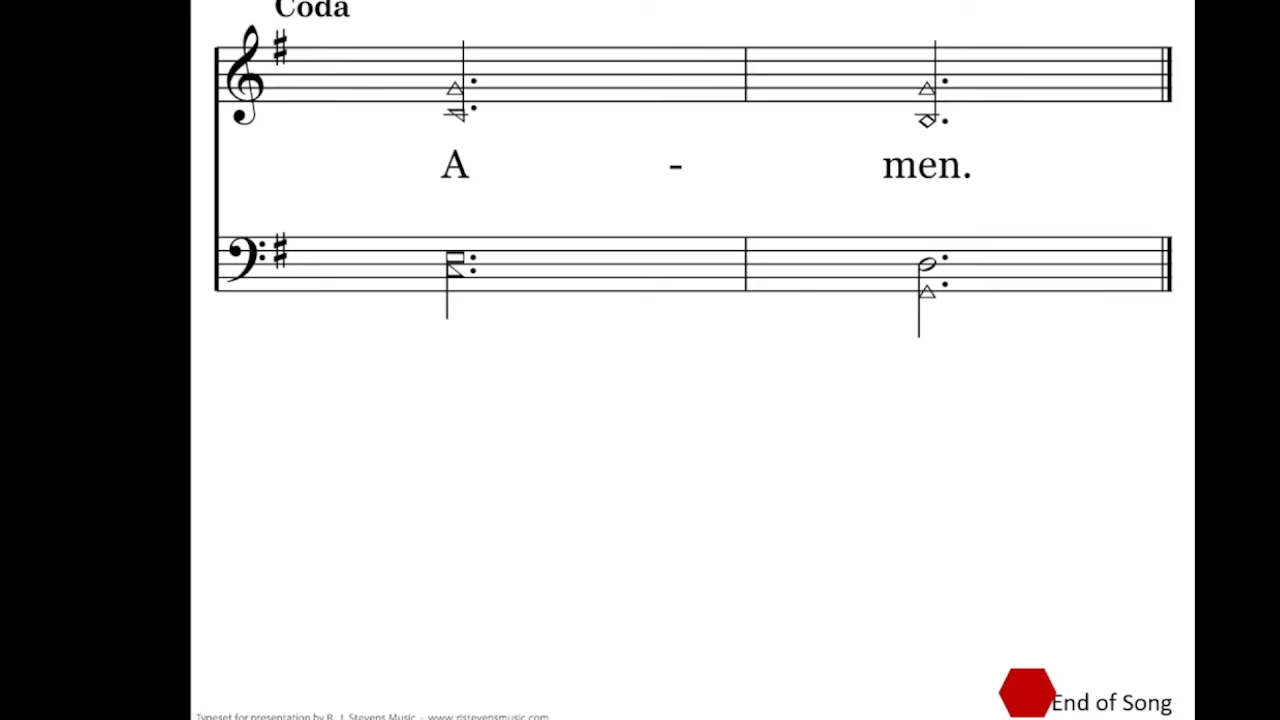 Coda
A - men.
End of Song
Typeset for presentation by R. J. Stevens Music - www.rjstevensmusic.com